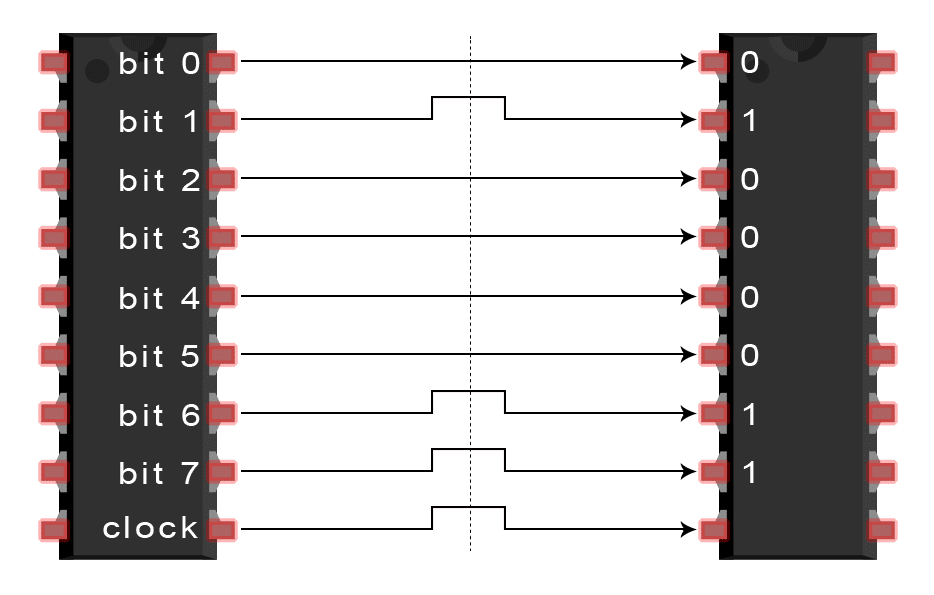 bit 0 0
bit 1 1
bit 2 0
bit 3 0
bit 4 0
bit 5 0
bit 6 1
bit 7 1
clock